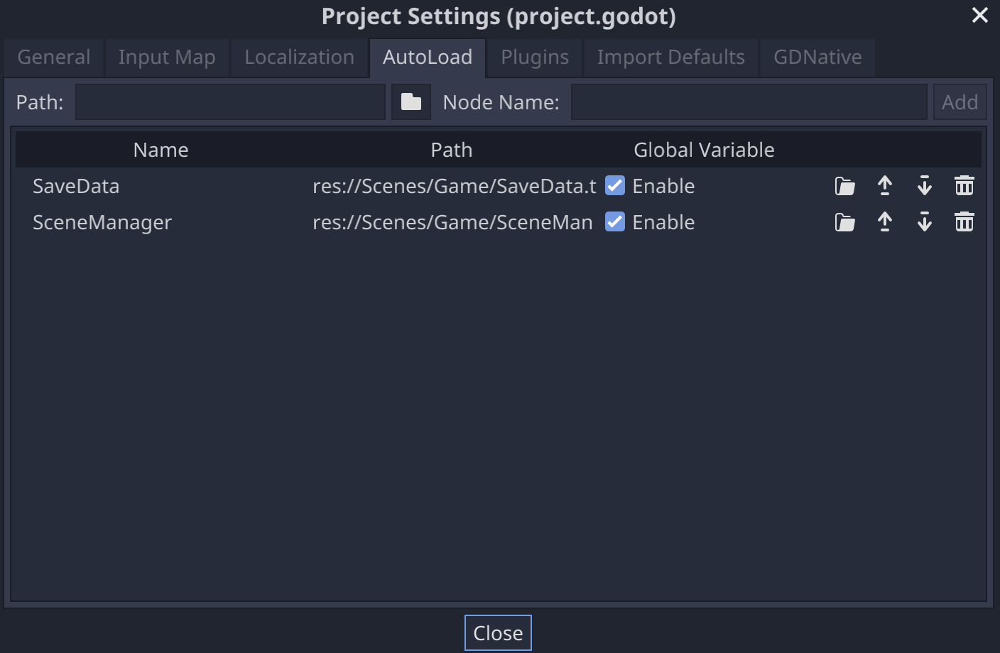 Project Settings (project.godot)
General Input Map Localization AutoLoad Plugins Import Defaults GDNative
Path: Node Name: Add
Name Path Global Variable
SaveData res://Scenes/Game/SaveData.t Enable
SceneManager res://Scenes/Game/SceneMan Enable
Close